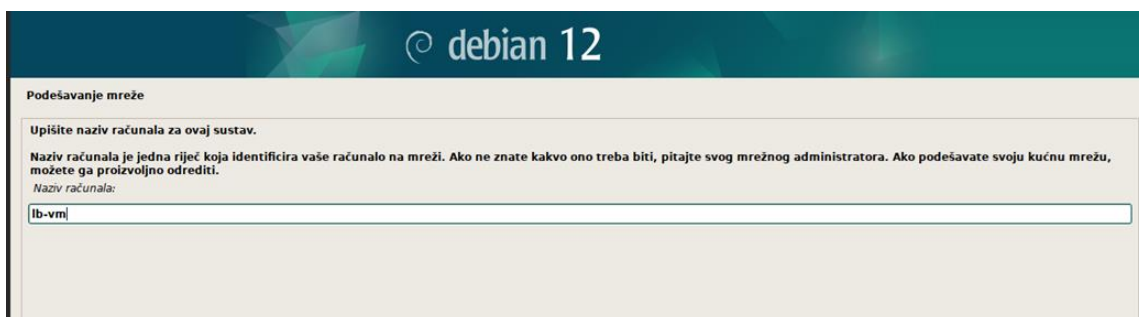 debian 12
Podešavanje mreže
Upišite naziv računala za ovaj sustav.
Naziv računala je jedna riječ koja identificira vaše računalo na mreži. Ako ne znate kakvo ono treba biti, pitajte svog mrežnog administratora. Ako podešavate svoju kućnu mrežu,
možete ga proizvoljno odrediti.
Naziv računala:
lb-vm